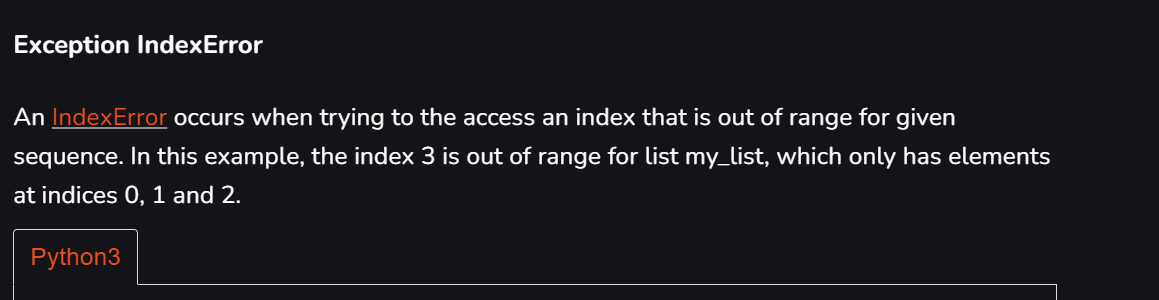 Exception IndexError
An IndexError occurs when trying to the access an index that is out of range for given
sequence. In this example, the index 3 is out of range for list my_list, which only has elements
at indices 0, 1 and 2.
Python3